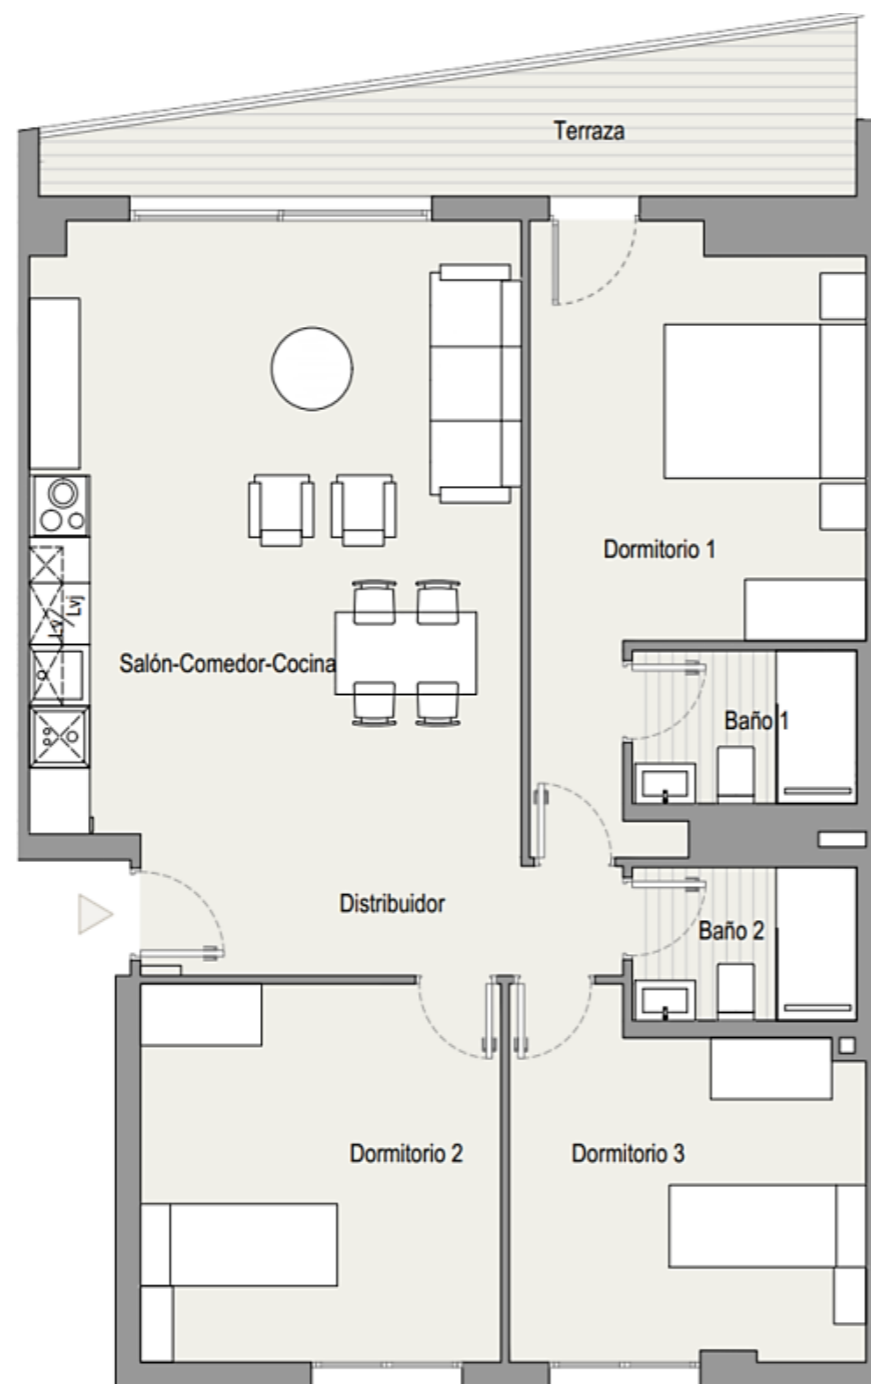 Terraza
Dormitorio 1
Lv/
Lvj
Salón-Comedor-Cocina
Baño 1
Distribuidor
Baño 2
Dormitorio 2
Dormitorio 3